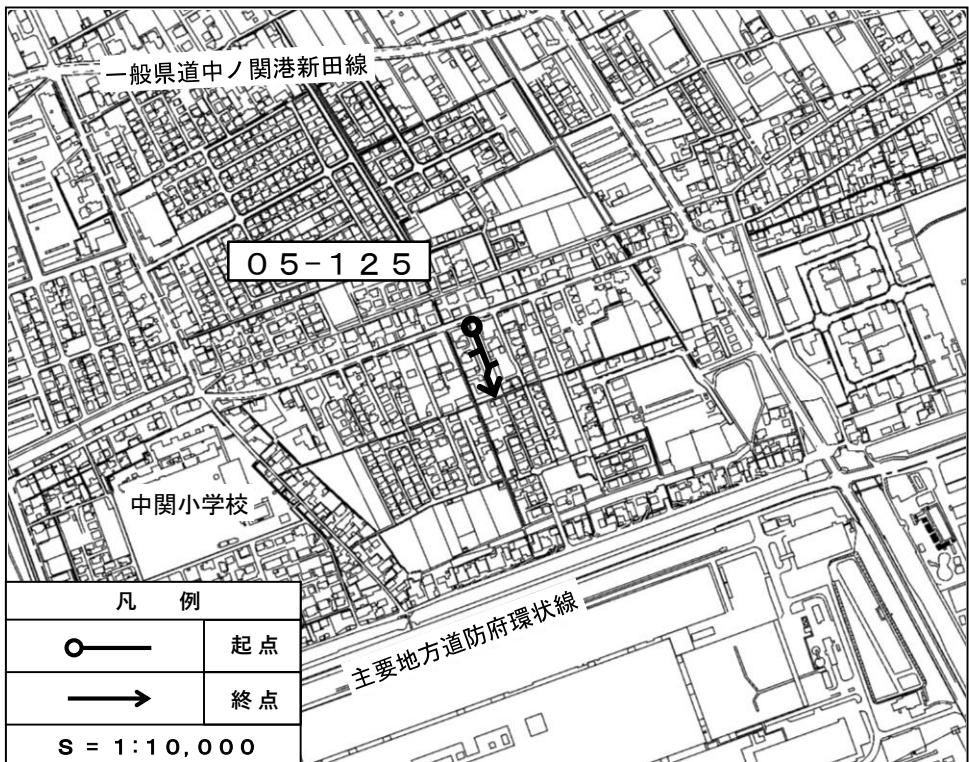 一般県道中ノ関港新田線
０５－１２５
中関小学校
主要地方道防府環状線
凡 例
起点
終点
Ｓ = 1:10,000